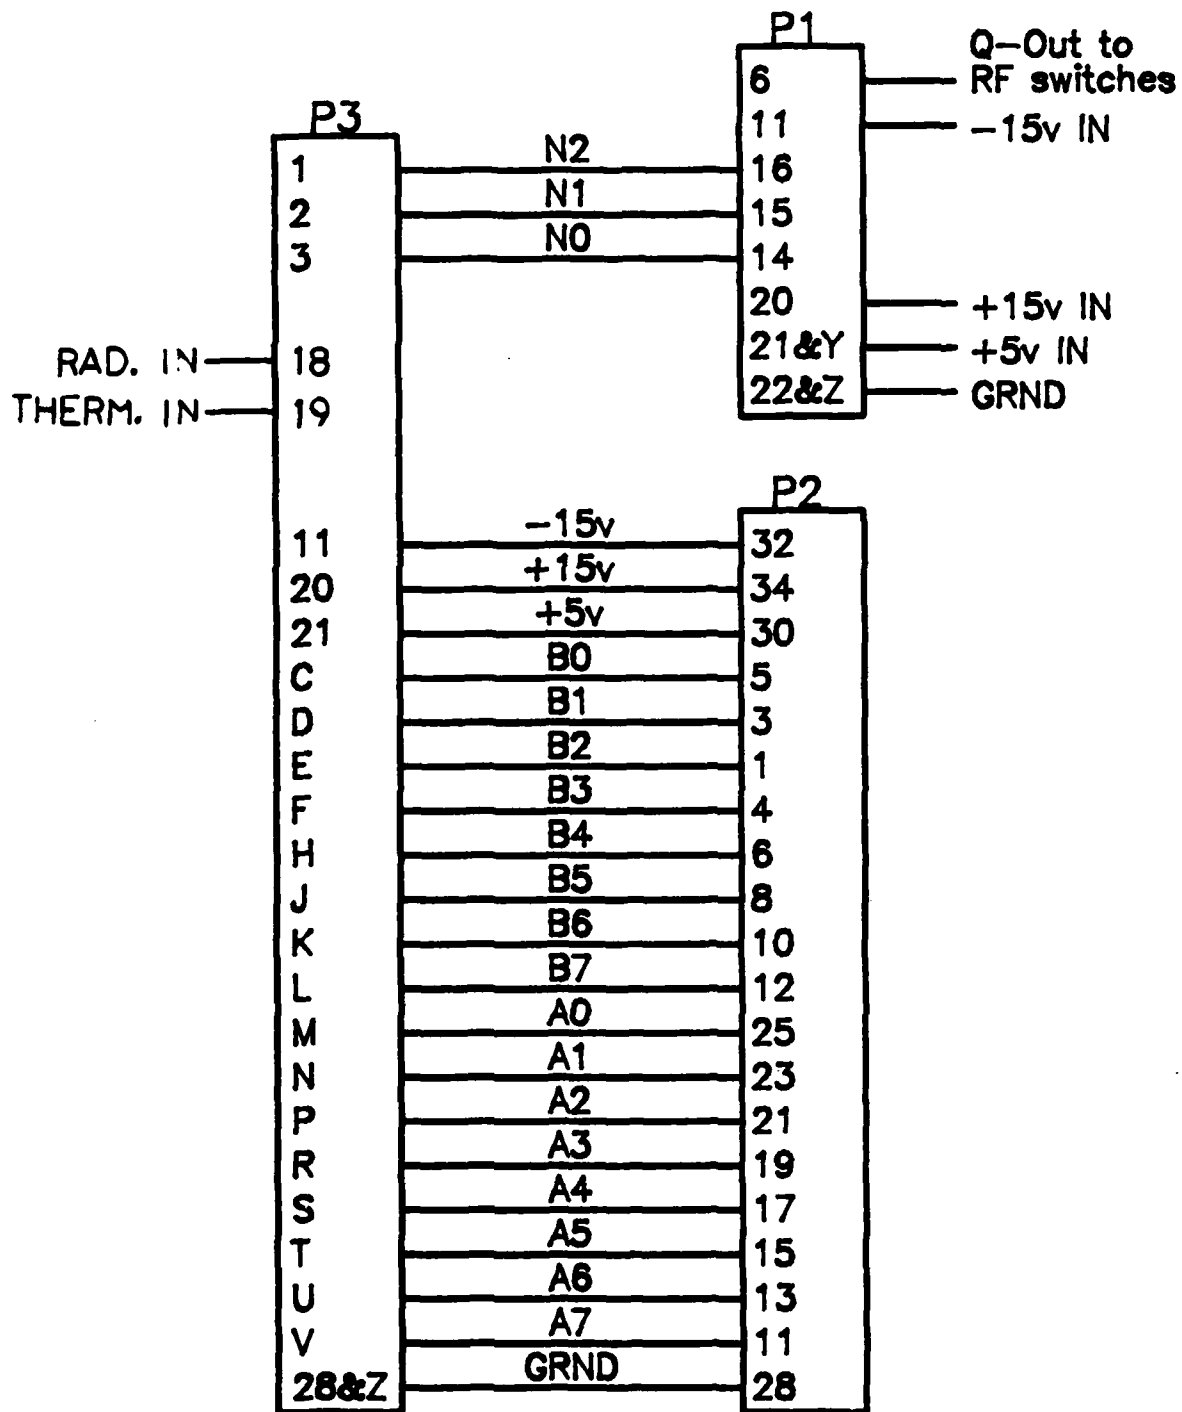 P1
6 Q-Out to
RF switches
11 -15v IN
P3
1 N2 16
2 N1 15
3 N0 14
20 +15v IN
21&Y +5v IN
22&Z GRND
RAD. IN 18
THERM. IN 19
P2
11 -15v 32
20 +15v 34
21 +5v 30
C B0 5
D B1 3
E B2 1
F B3 4
H B4 6
J B5 8
K B6 10
L B7 12
M A0 25
N A1 23
P A2 21
R A3 19
S A4 17
T A5 15
U A6 13
V A7 11
28&Z GRND 28